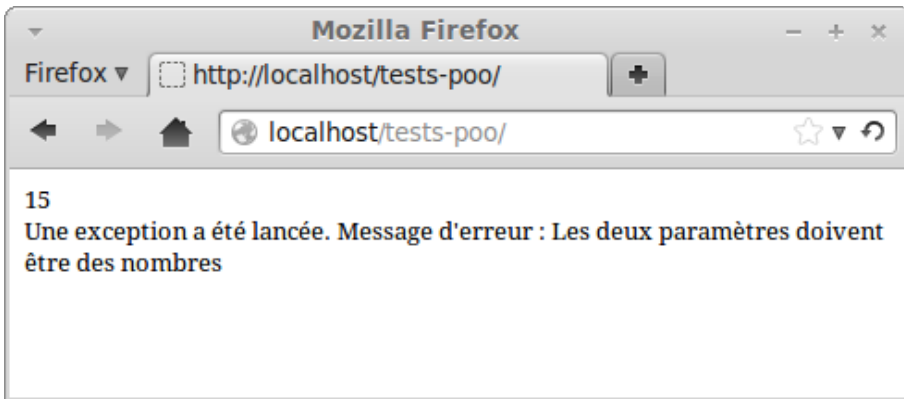 Mozilla Firefox
Firefox
http://localhost/tests-poo/
localhost/tests-poo/
15
Une exception a été lancée. Message d'erreur : Les deux paramètres doivent
être des nombres